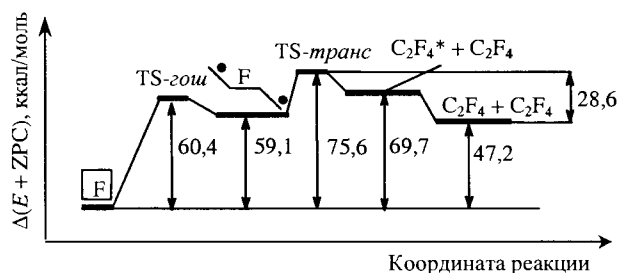 Δ(E + ZPC), ккал/моль
TS-гош
F
TS-транс
C₂F₄* + C₂F₄
C₂F₄ + C₂F₄
28,6
60,4
59,1
75,6
69,7
47,2
F
Координата реакции